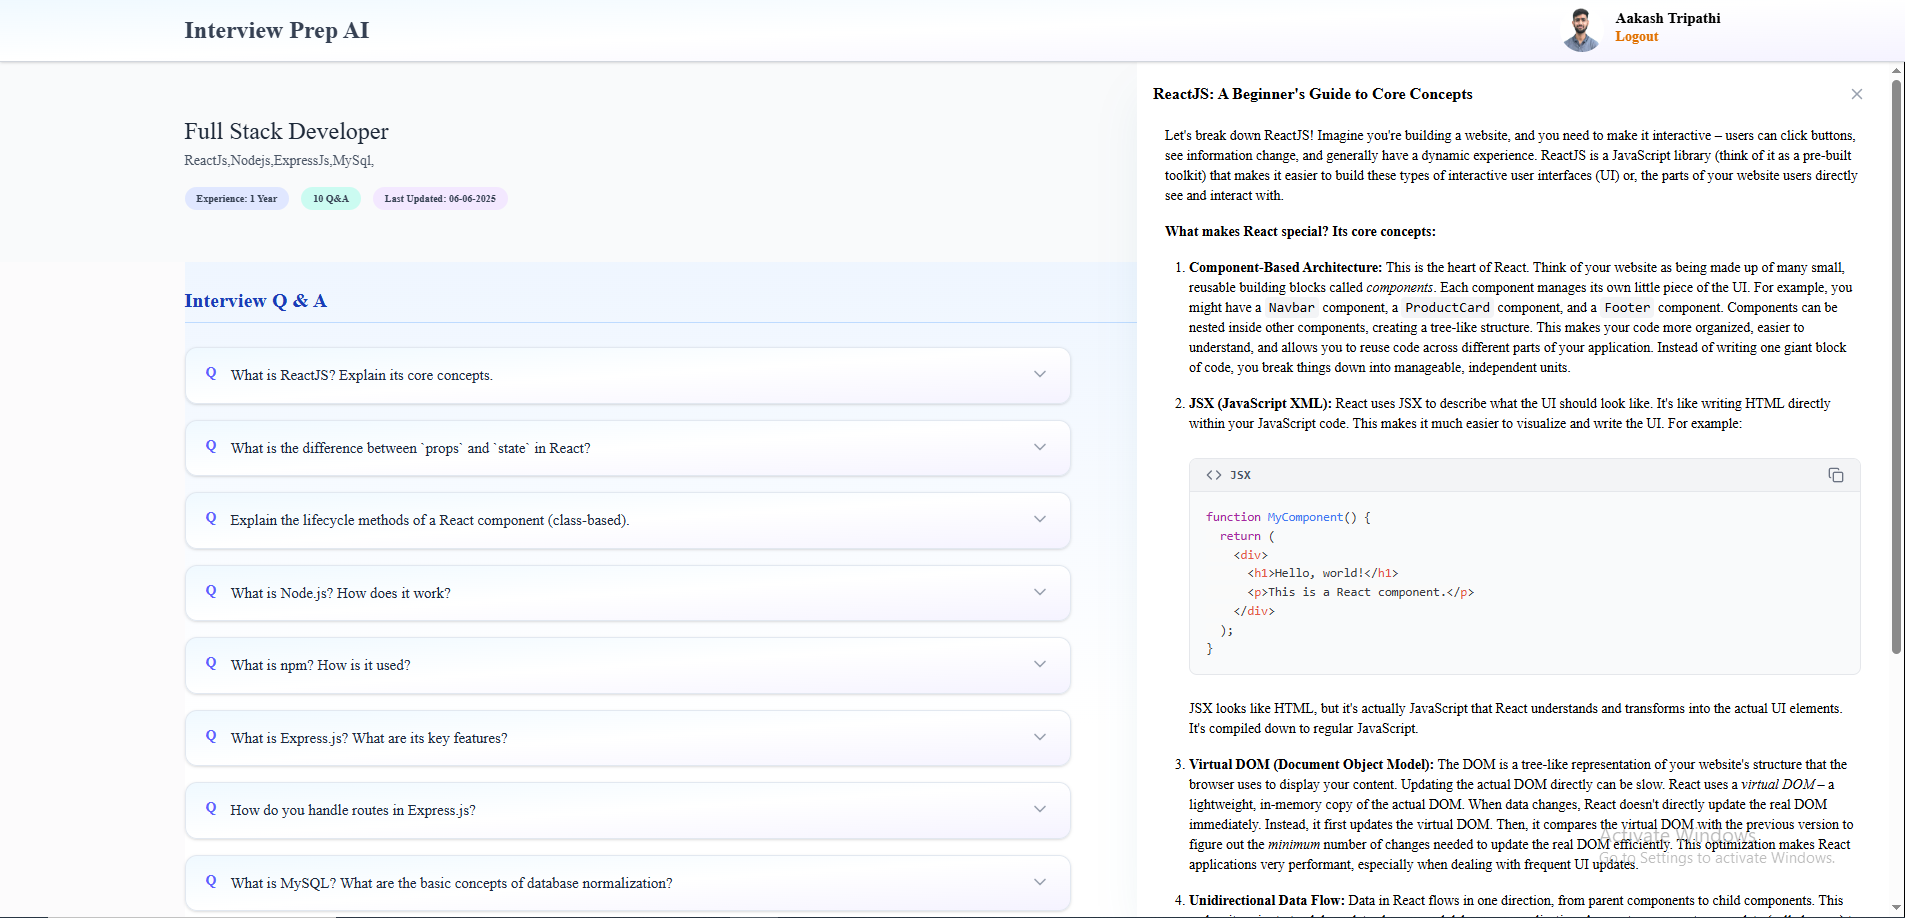 Interview Prep AI
Aakash Tripathi
Logout
Full Stack Developer
ReactJs,Nodejs,ExpressJs,MySql,
Experience: 1 Year
10 Q&A
Last Updated: 06-06-2025
Interview Q & A
Q What is ReactJS? Explain its core concepts.
Q What is the difference between `props` and `state` in React?
Q Explain the lifecycle methods of a React component (class-based).
Q What is Node.js? How does it work?
Q What is npm? How is it used?
Q What is Express.js? What are its key features?
Q How do you handle routes in Express.js?
Q What is MySQL? What are the basic concepts of database normalization?
ReactJS: A Beginner's Guide to Core Concepts
Let's break down ReactJS! Imagine you're building a website, and you need to make it interactive – users can click buttons,
see information change, and generally have a dynamic experience. ReactJS is a JavaScript library (think of it as a pre-built
toolkit) that makes it easier to build these types of interactive user interfaces (UI) or, the parts of your website users directly
see and interact with.
What makes React special? Its core concepts:
1. Component-Based Architecture: This is the heart of React. Think of your website as being made up of many small,
reusable building blocks called components. Each component manages its own little piece of the UI. For example, you
might have a Navbar component, a ProductCard component, and a Footer component. Components can be
nested inside other components, creating a tree-like structure. This makes your code more organized, easier to
understand, and allows you to reuse code across different parts of your application. Instead of writing one giant block
of code, you break things down into manageable, independent units.
2. JSX (JavaScript XML): React uses JSX to describe what the UI should look like. It's like writing HTML directly
within your JavaScript code. This makes it much easier to visualize and write the UI. For example:
<> JSX
function MyComponent() {
  return (
    <div>
      <h1>Hello, world!</h1>
      <p>This is a React component.</p>
    </div>
  );
}
JSX looks like HTML, but it's actually JavaScript that React understands and transforms into the actual UI elements.
It's compiled down to regular JavaScript.
3. Virtual DOM (Document Object Model): The DOM is a tree-like representation of your website's structure that the
browser uses to display your content. Updating the actual DOM directly can be slow. React uses a virtual DOM – a
lightweight, in-memory copy of the actual DOM. When data changes, React doesn't directly update the real DOM
immediately. Instead, it first updates the virtual DOM. Then, it compares the virtual DOM with the previous version to
figure out the minimum number of changes needed to update the real DOM efficiently. This optimization makes React
applications very performant, especially when dealing with frequent UI updates.
4. Unidirectional Data Flow: Data in React flows in one direction, from parent components to child components. This
Activate Windows
Go to Settings to activate Windows.